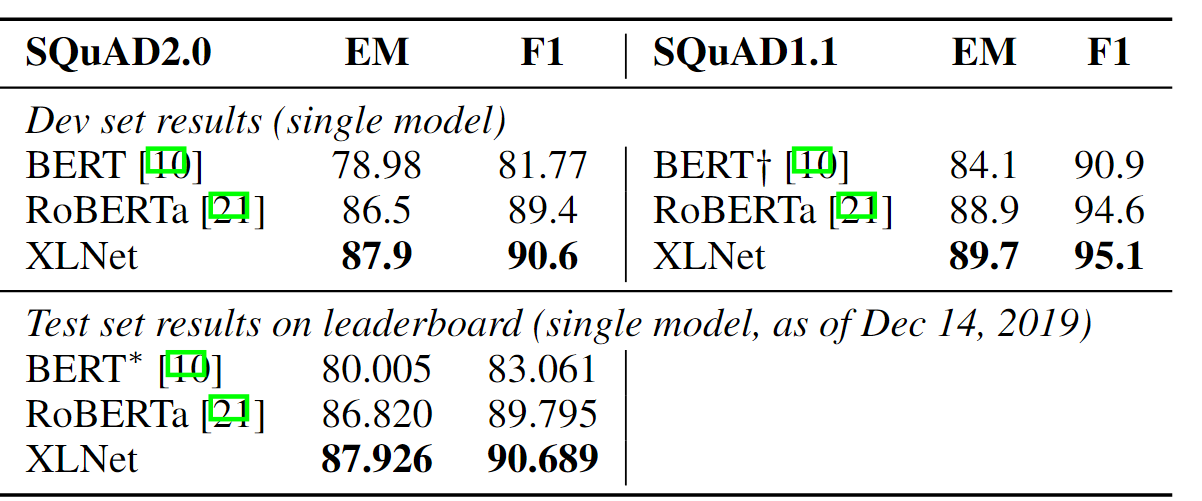 SQuAD2.0 EM F1 SQuAD1.1 EM F1
Dev set results (single model)
BERT [10] 78.98 81.77 BERT† [10] 84.1 90.9
RoBERTa [21] 86.5 89.4 RoBERTa [21] 88.9 94.6
XLNet 87.9 90.6 XLNet 89.7 95.1
Test set results on leaderboard (single model, as of Dec 14, 2019)
BERT* [10] 80.005 83.061
RoBERTa [21] 86.820 89.795
XLNet 87.926 90.689